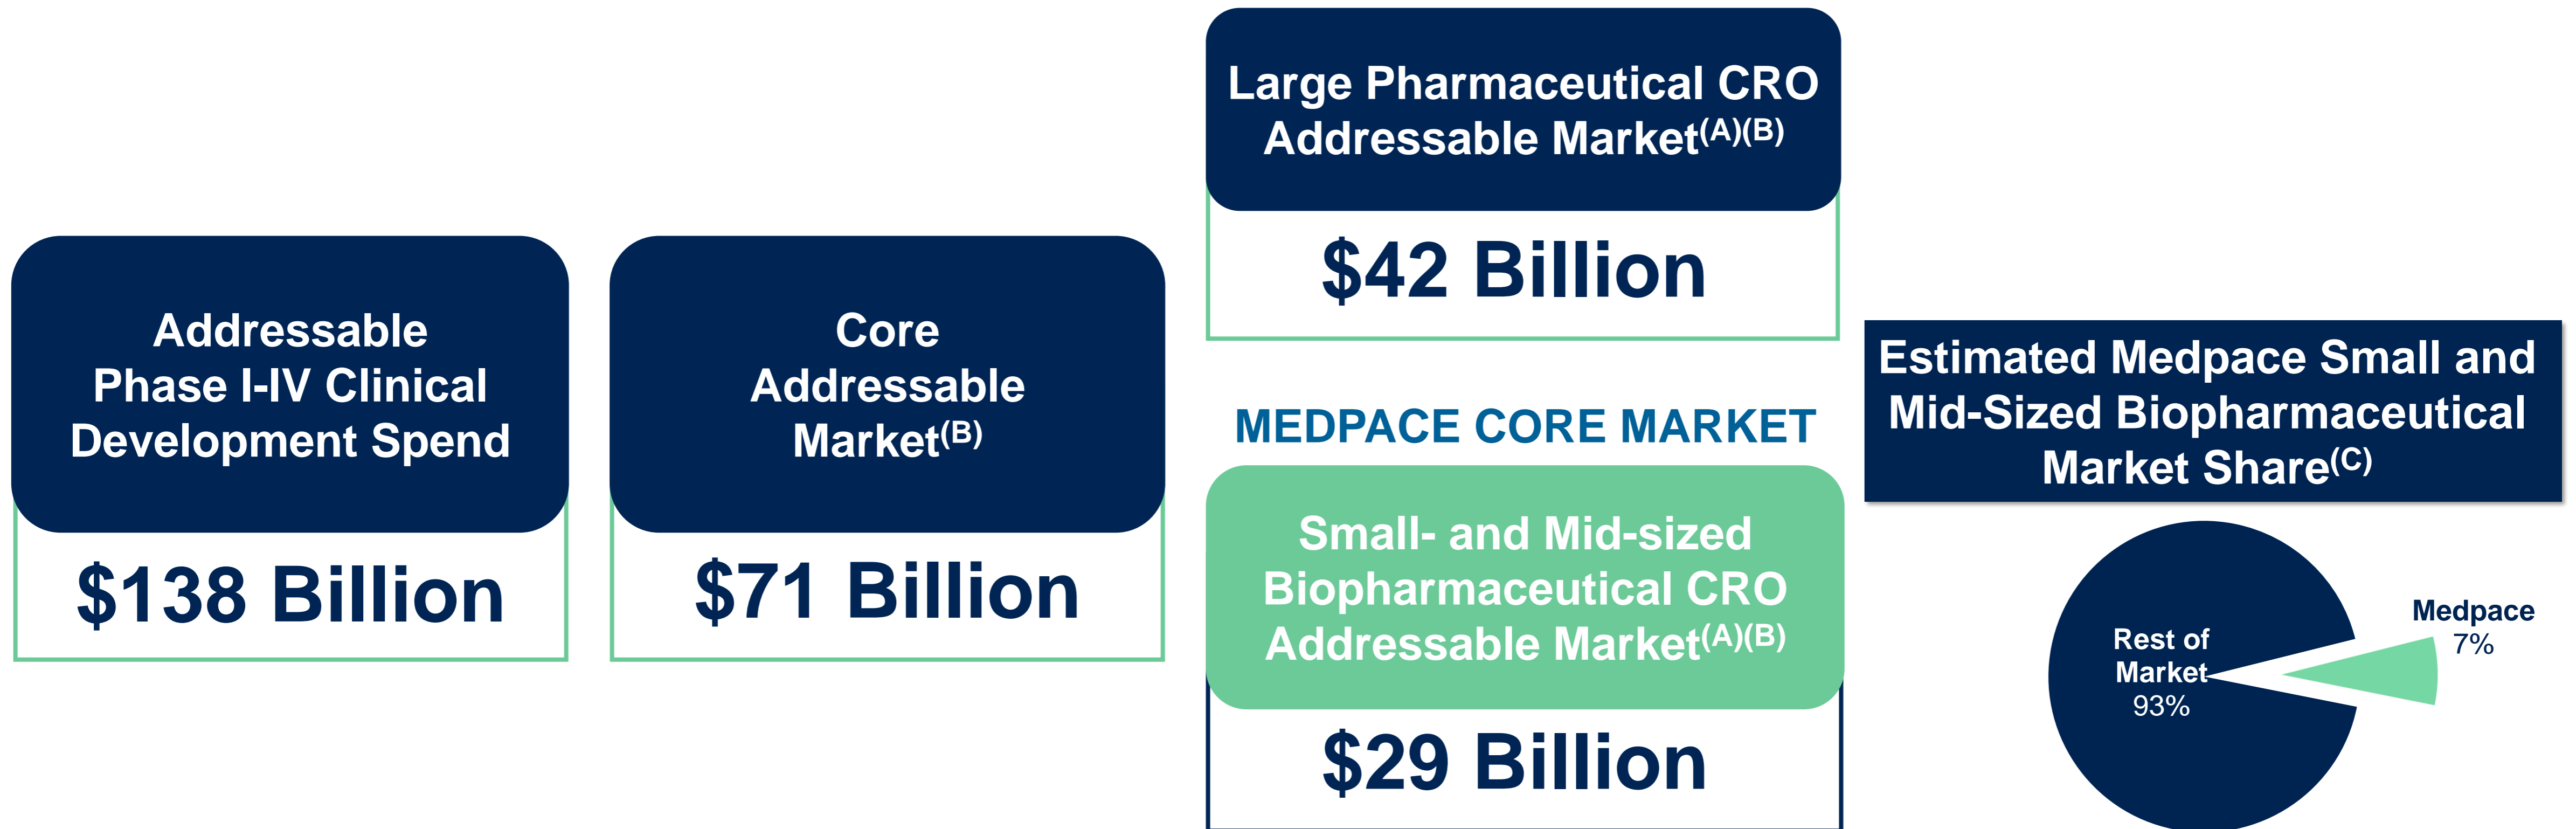 Addressable
Phase I-IV Clinical
Development Spend
$138 Billion
Core
Addressable
Market(B)
$71 Billion
Large Pharmaceutical CRO
Addressable Market(A)(B)
$42 Billion
MEDPACE CORE MARKET
Small- and Mid-sized
Biopharmaceutical CRO
Addressable Market(A)(B)
$29 Billion
Estimated Medpace Small and
Mid-Sized Biopharmaceutical
Market Share(C)
Rest of
Market
93%
Medpace
7%